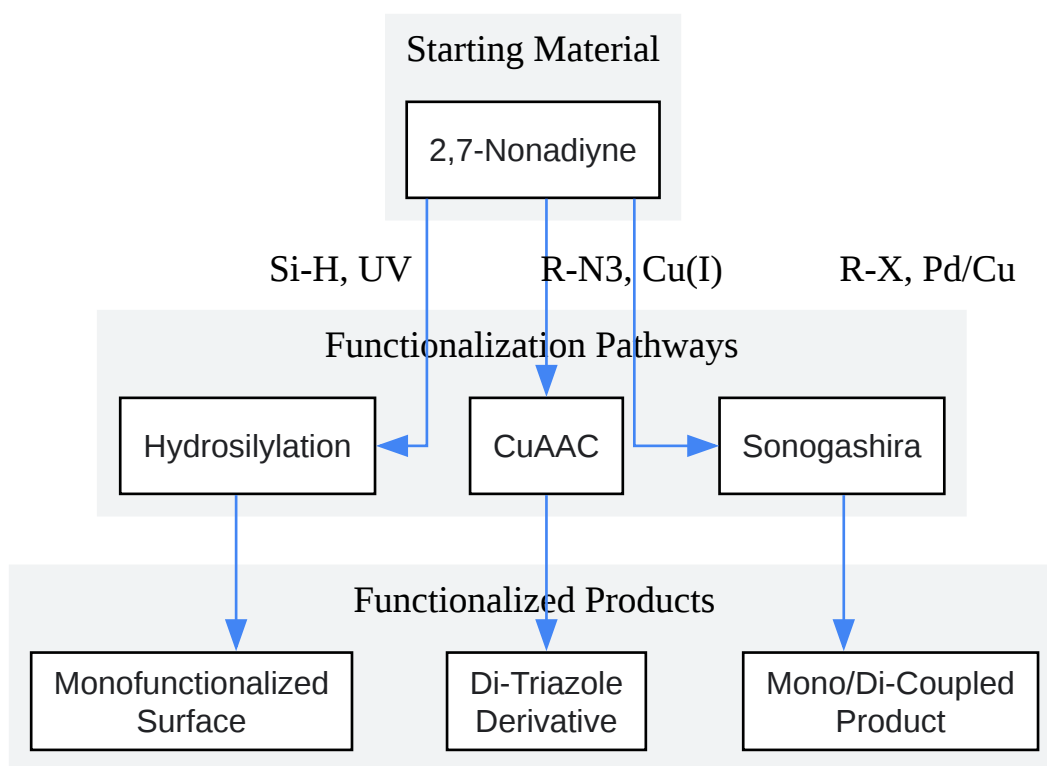 Starting Material
2,7-Nonadiyne
Si-H, UV
R-N3, Cu(I)
R-X, Pd/Cu
Functionalization Pathways
Hydrosilylation
CuAAC
Sonogashira
Functionalized Products
Monofunctionalized
Surface
Di-Triazole
Derivative
Mono/Di-Coupled
Product